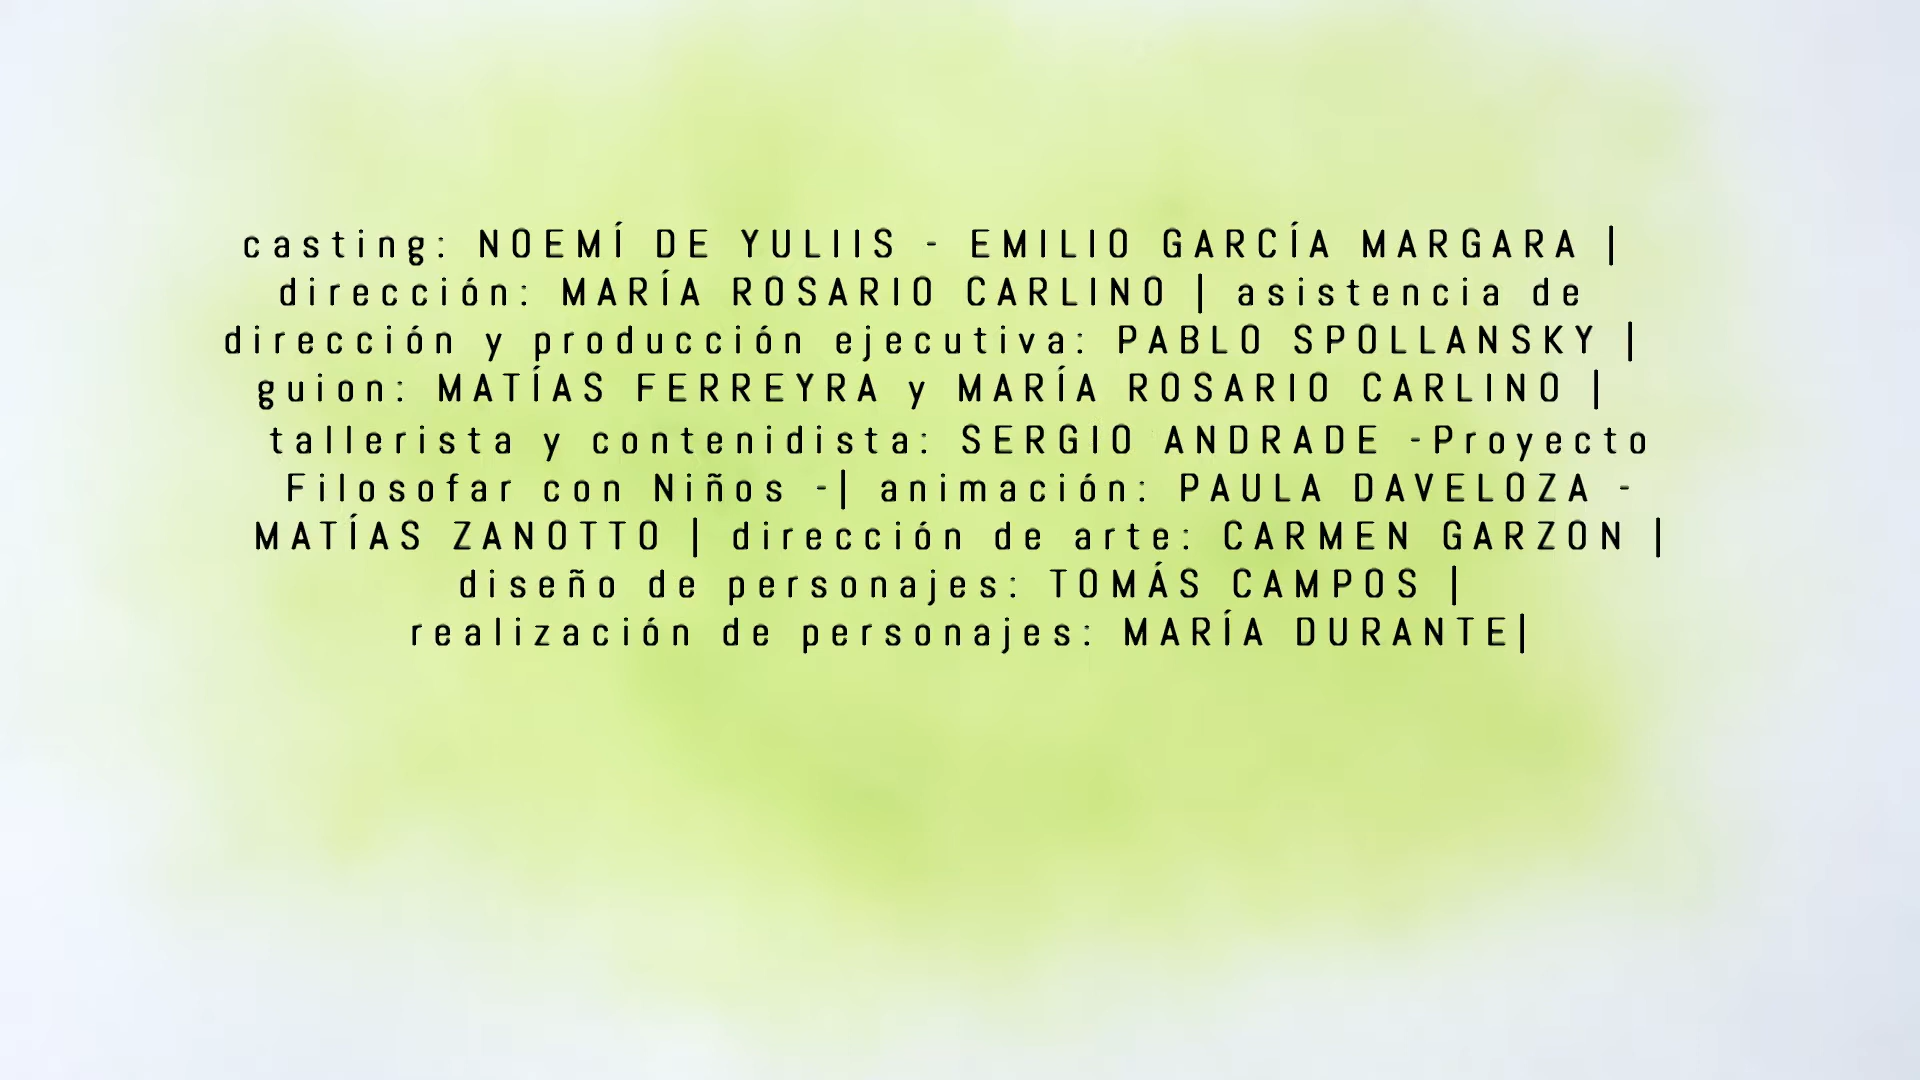 casting: NOEMÍ DE YULIIS - EMILIO GARCÍA MARGARA |
dirección: MARÍA ROSARIO CARLINO | asistencia de
dirección y producción ejecutiva: PABLO SPOLLANSKY |
guion: MATÍAS FERREYRA y MARÍA ROSARIO CARLINO |
tallerista y contenidista: SERGIO ANDRADE -Proyecto
Filosofar con Niños -| animación: PAULA DAVELOZA -
MATÍAS ZANOTTO | dirección de arte: CARMEN GARZON |
diseño de personajes: TOMÁS CAMPOS |
realización de personajes: MARÍA DURANTE|